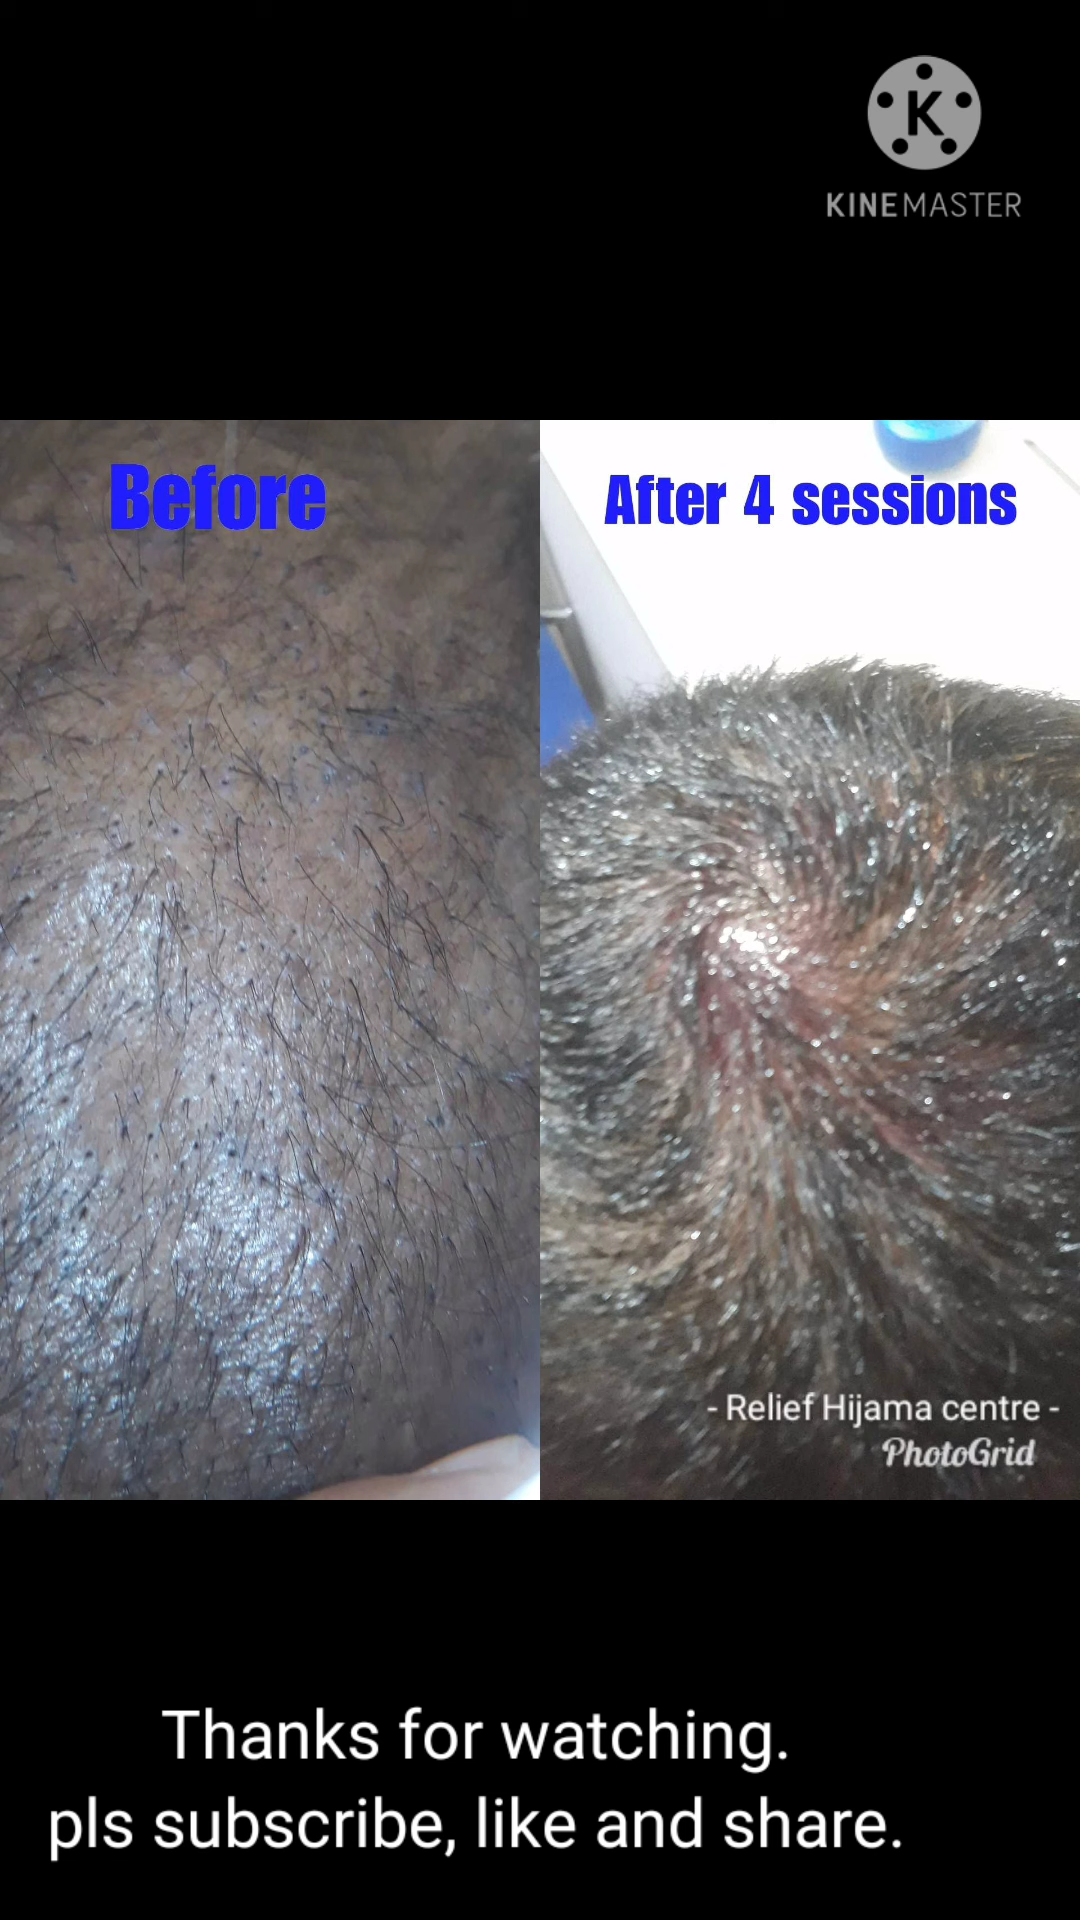 K
KINEMASTER
Before
After 4 sessions
- Relief Hijama centre -
PhotoGrid
Thanks for watching.
pls subscribe, like and share.